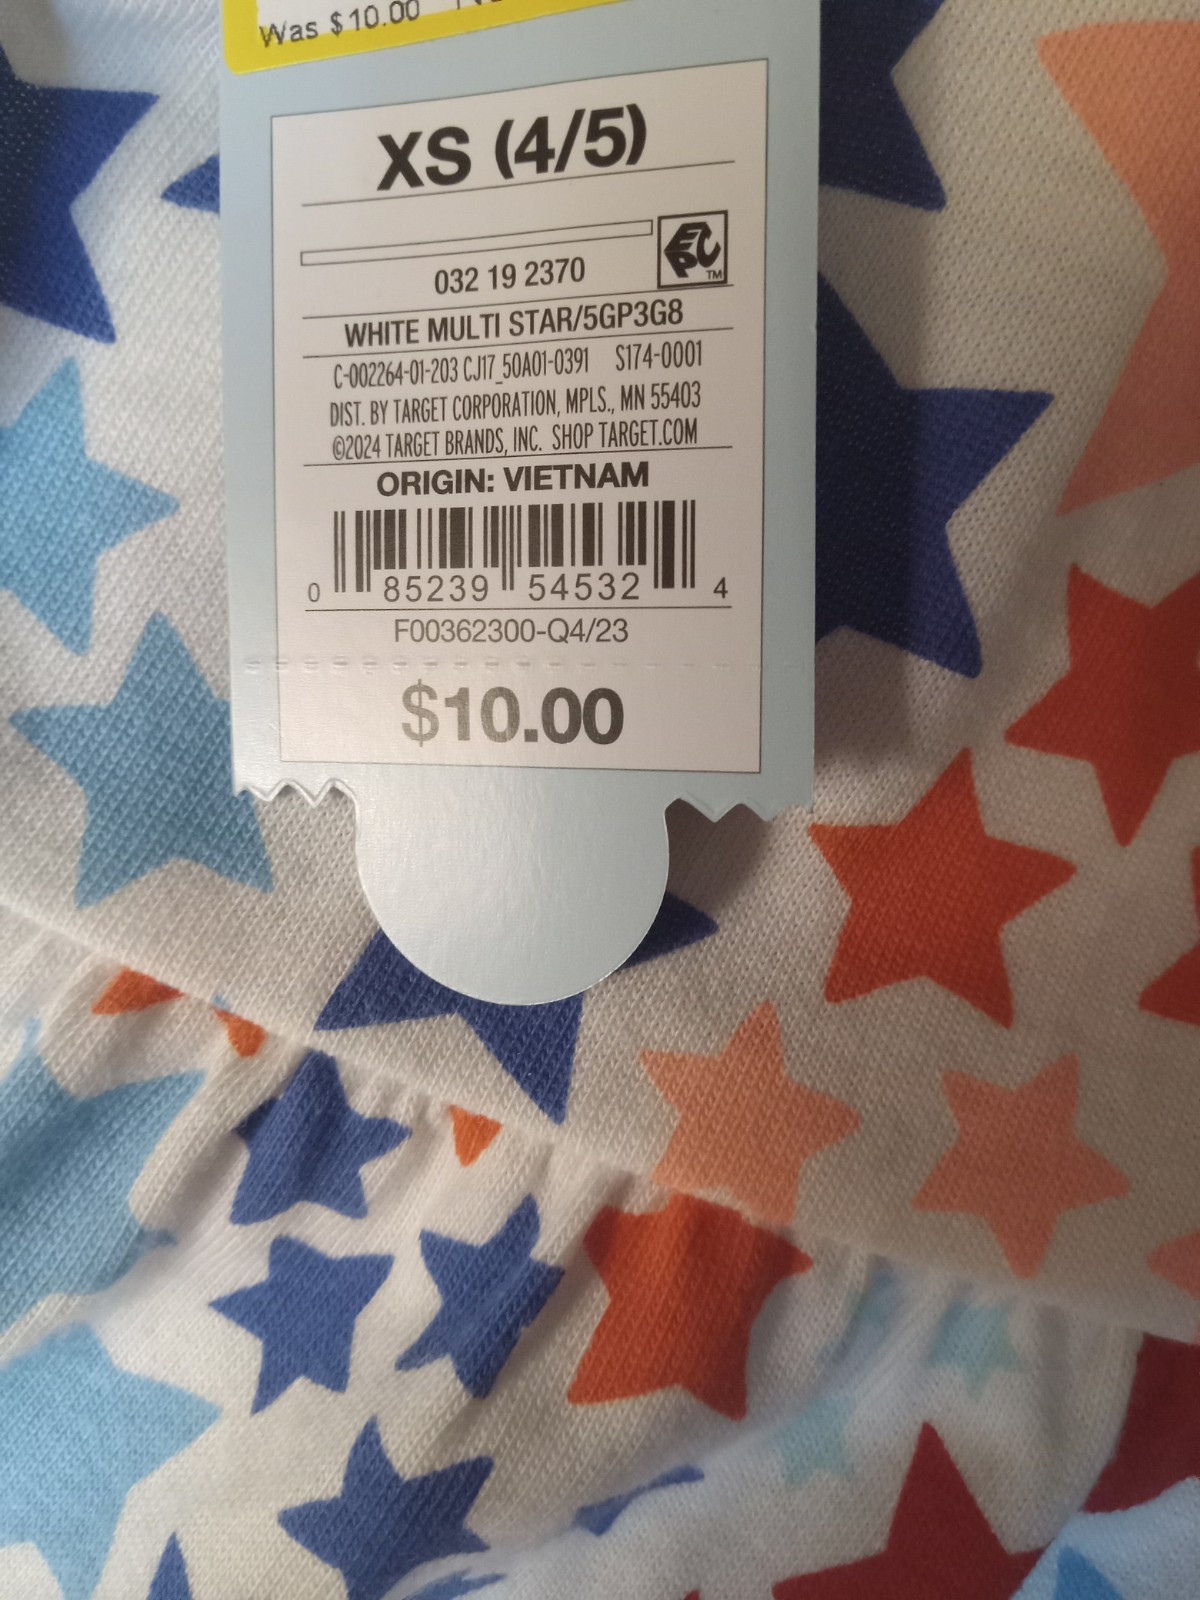 Was $10.00
XS (4/5)
032 19 2370
EPC
TM
WHITE MULTI STAR/5GP3G8
C-002264-01-203 CJ17_50A01-0391 S174-0001
DIST. BY TARGET CORPORATION, MPLS., MN 55403
©2024 TARGET BRANDS, INC. SHOP TARGET.COM
ORIGIN: VIETNAM
0 85239 54532 4
F00362300-Q4/23
$10.00